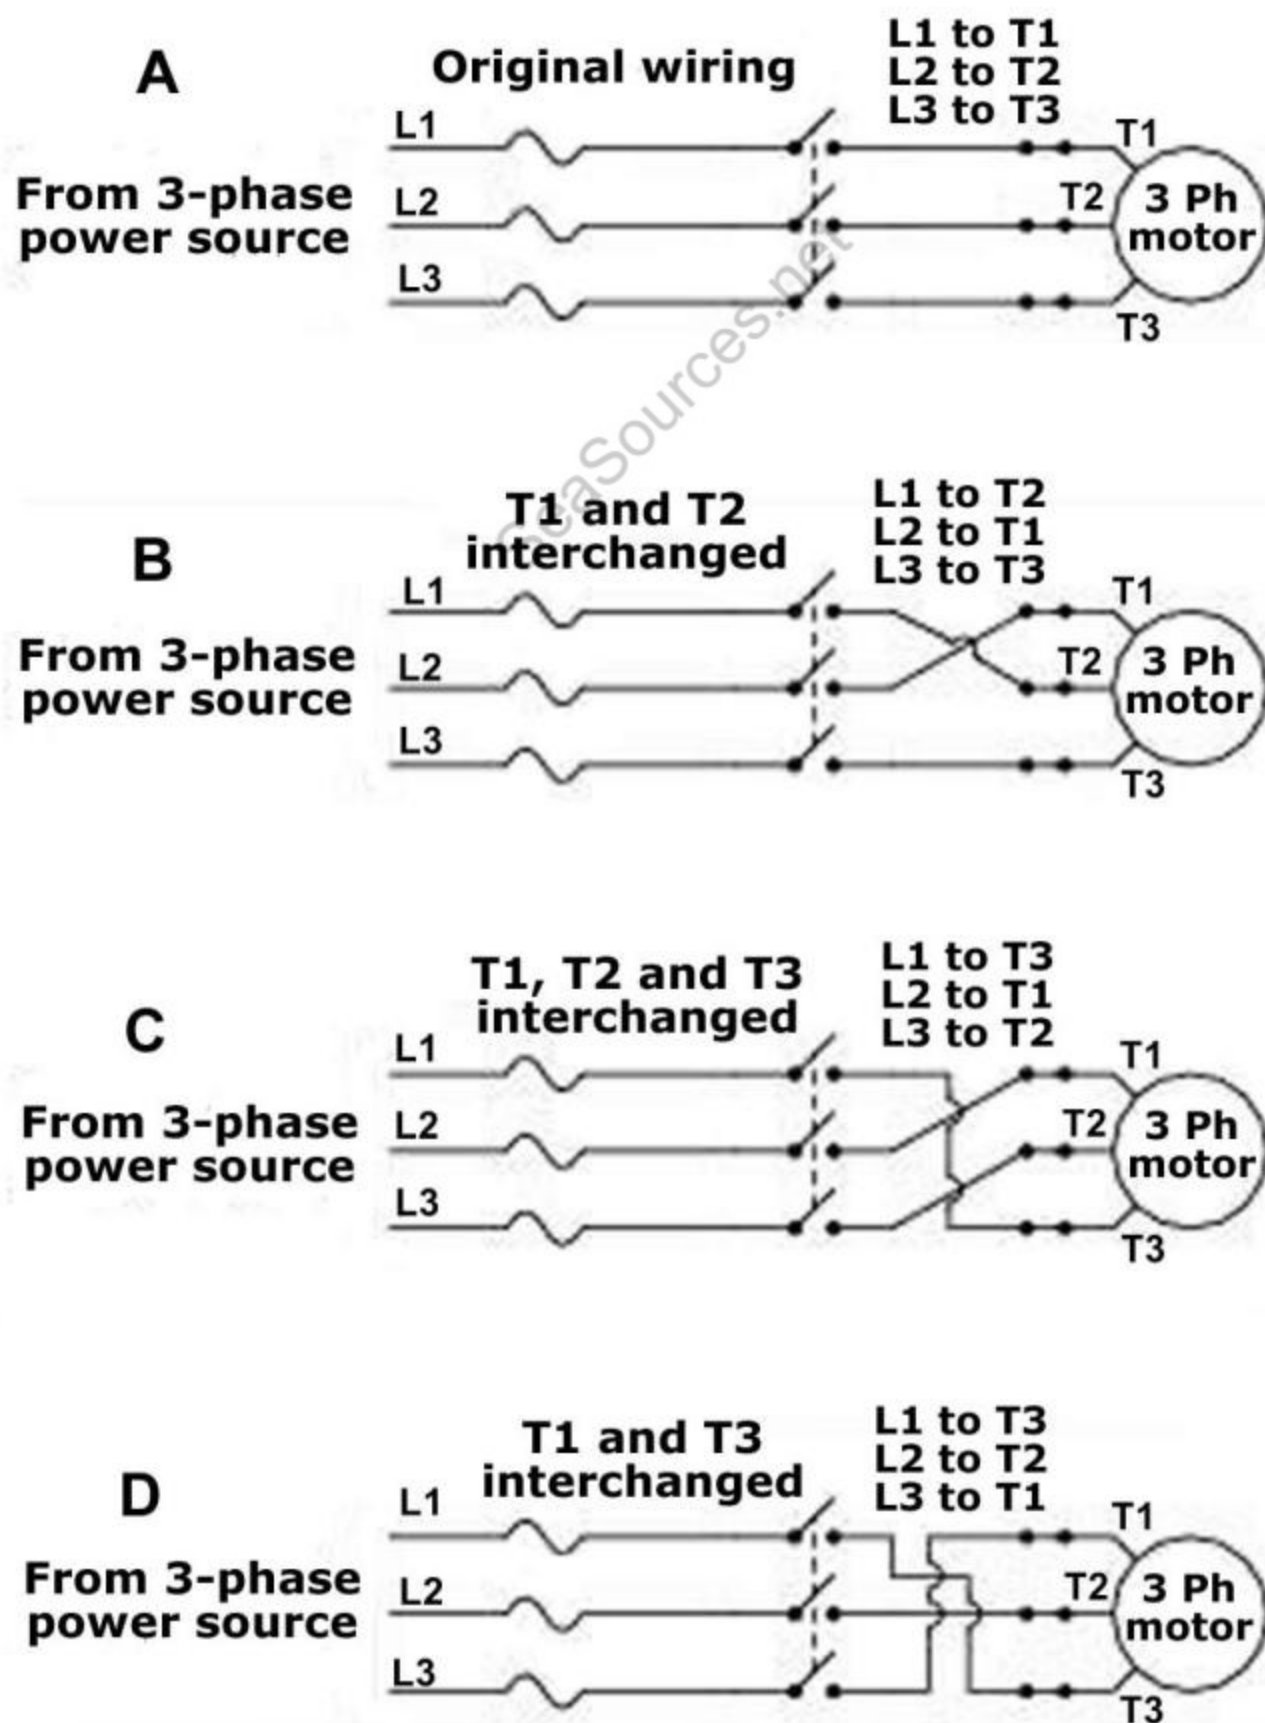 A
Original wiring
L1 to T1
L2 to T2
L3 to T3
From 3-phase
power source
L1
L2
L3
T1
T2
T3
3 Ph
motor
SeaSources.net
B
T1 and T2
interchanged
L1 to T2
L2 to T1
L3 to T3
From 3-phase
power source
L1
L2
L3
T1
T2
T3
3 Ph
motor
C
T1, T2 and T3
interchanged
L1 to T3
L2 to T1
L3 to T2
From 3-phase
power source
L1
L2
L3
T1
T2
T3
3 Ph
motor
D
T1 and T3
interchanged
L1 to T3
L2 to T2
L3 to T1
From 3-phase
power source
L1
L2
L3
T1
T2
T3
3 Ph
motor